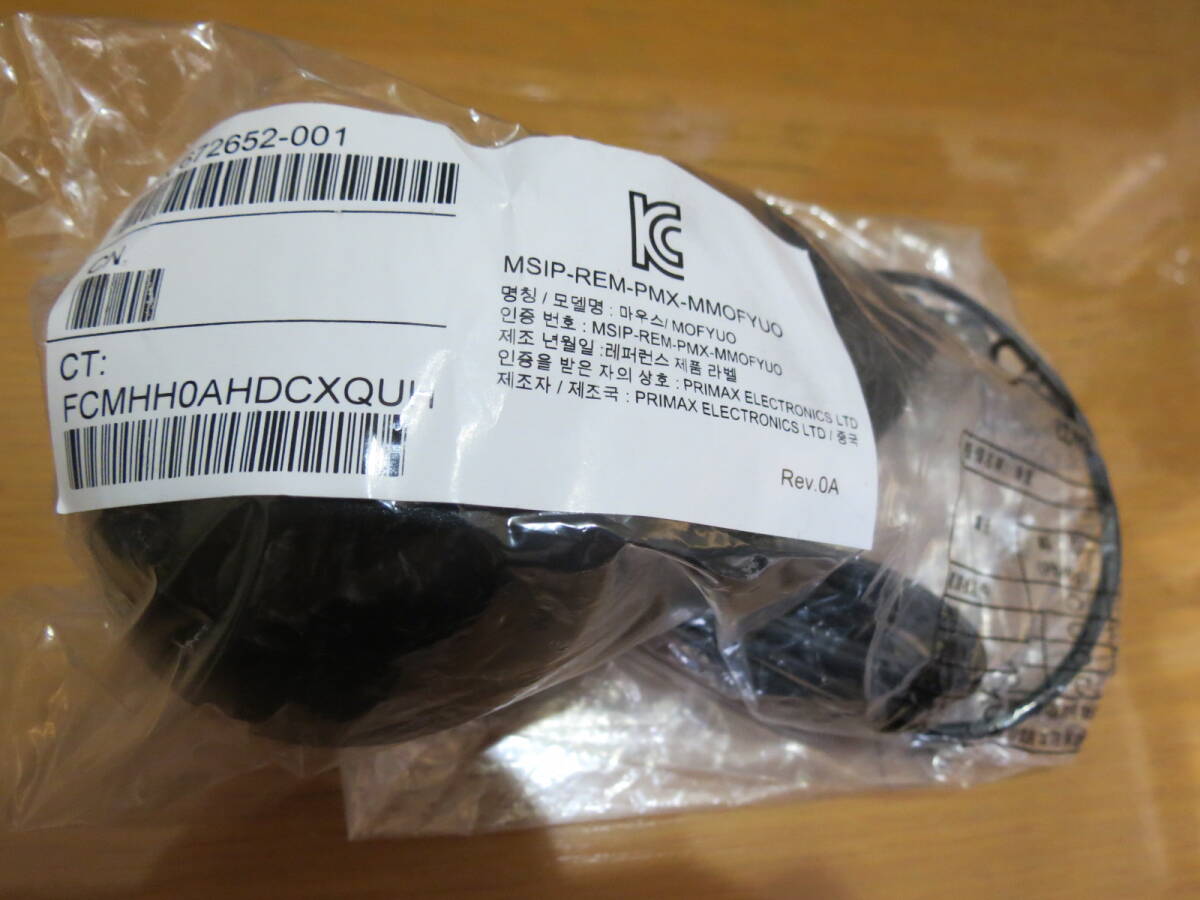 672652-001
CN.
CT:
FCMHH0AHDCXQUH
KC
MSIP-REM-PMX-MMOFYUO
명칭 / 모델명 : 마우스/ MOFYUO
인증 번호 : MSIP-REM-PMX-MMOFYUO
제조 년월일 :레퍼런스 제품 라벨
인증을 받은 자의 상호 : PRIMAX ELECTRONICS LTD
제조자 / 제조국 : PRIMAX ELECTRONICS LTD / 중국
Rev.0A